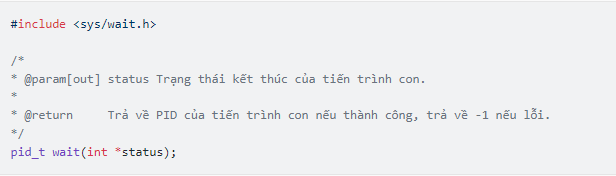 #include <sys/wait.h>
/*
* @param[out] status Trạng thái kết thúc của tiến trình con.
*
* @return     Trả về PID của tiến trình con nếu thành công, trả về -1 nếu lỗi.
*/
pid_t wait(int *status);